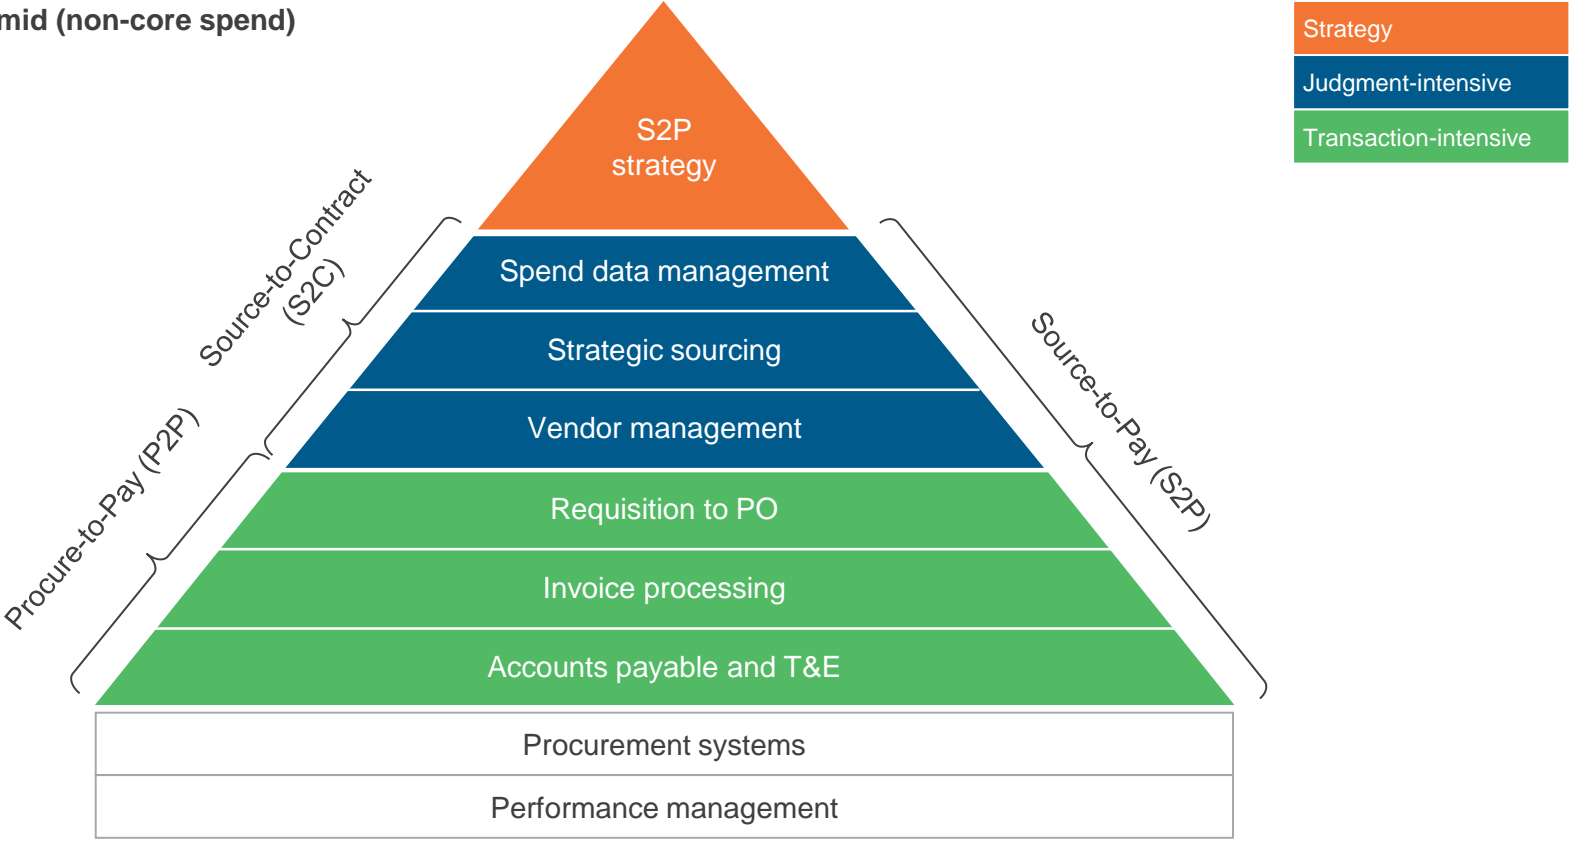 mid (non-core spend)
Strategy
Judgment-intensive
Transaction-intensive
S2P
strategy
Source-to-Contract
(S2C)
Spend data management
Strategic sourcing
Source-to-Pay (S2P)
Vendor management
Procure-to-Pay (P2P)
Requisition to PO
Invoice processing
Accounts payable and T&E
Procurement systems
Performance management